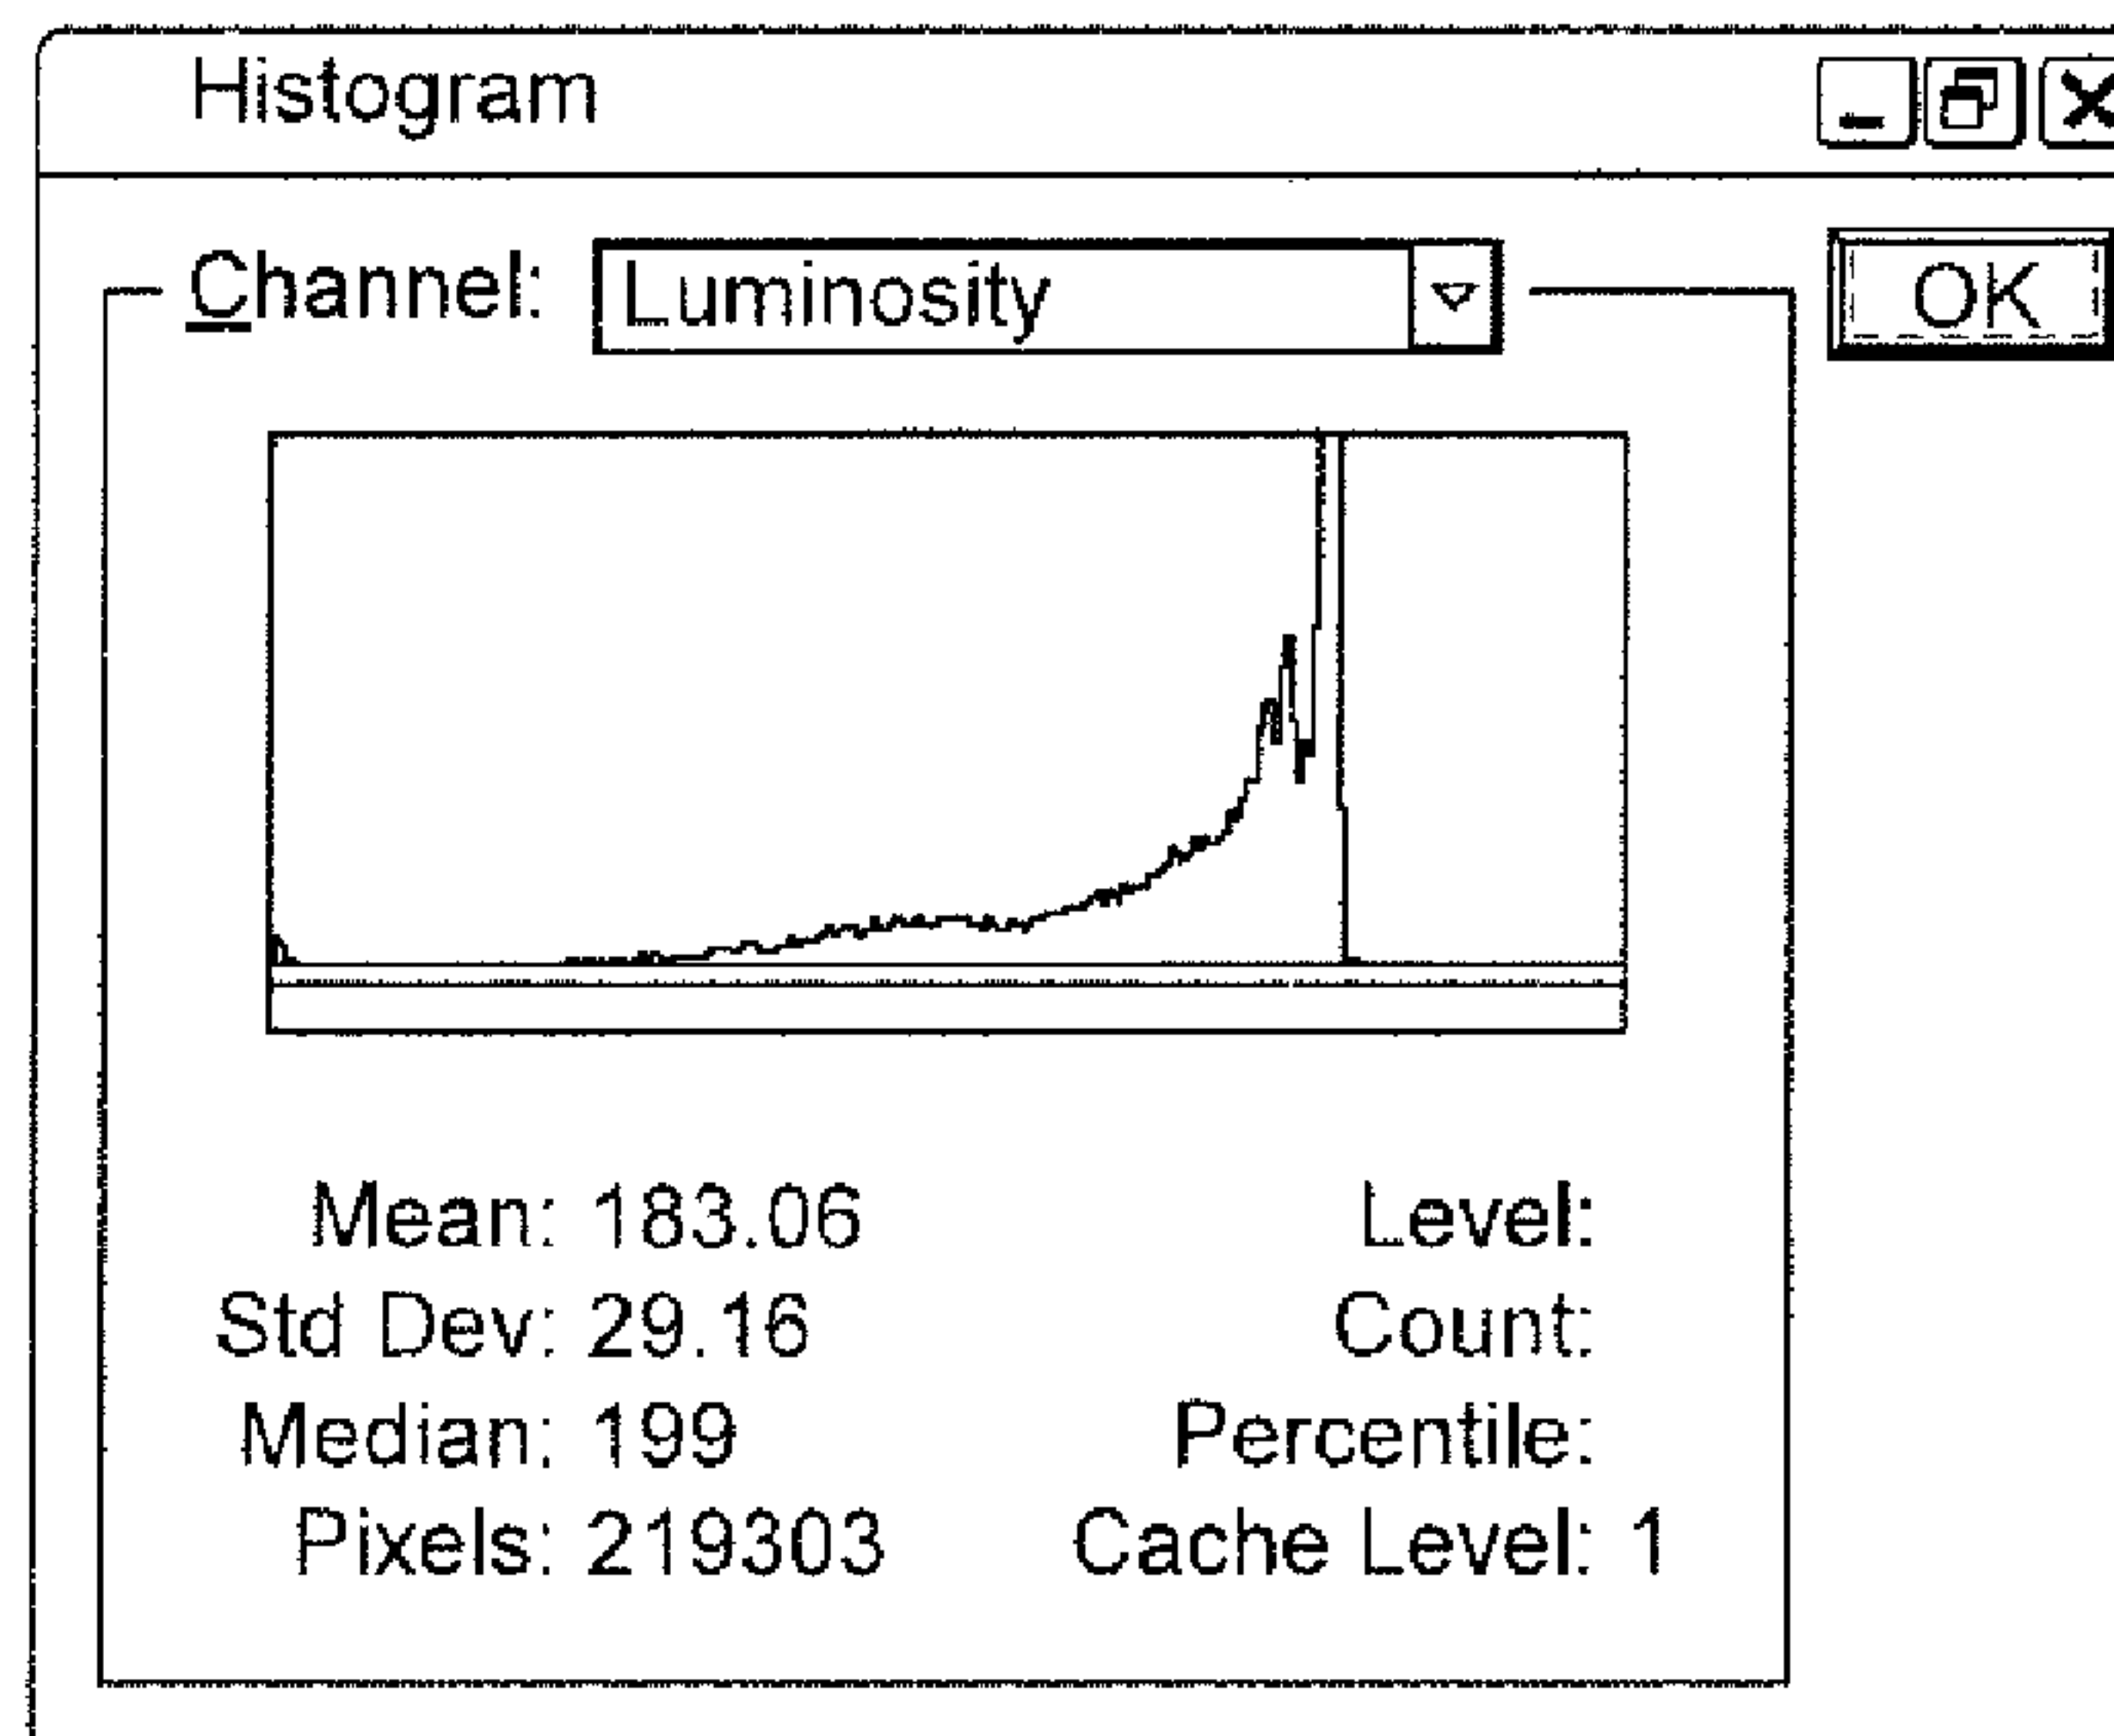 Histogram
Channel: Luminosity
OK
Mean: 183.06 Level:
Std Dev: 29.16 Count:
Median: 199 Percentile:
Pixels: 219303 Cache Level: 1